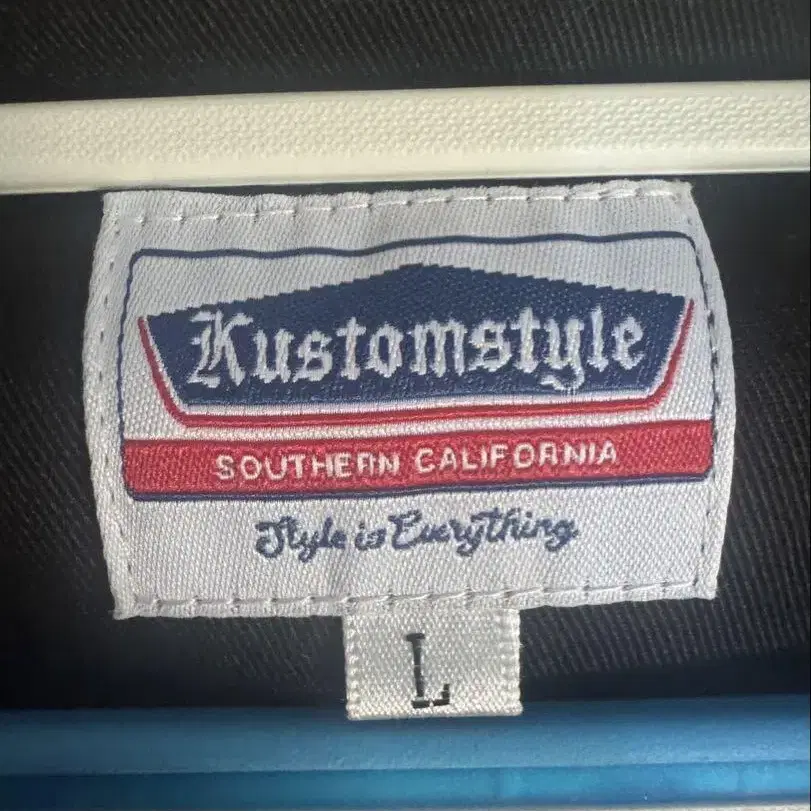 Kustomstyle
SOUTHERN CALIFORNIA
Style is Everything
L